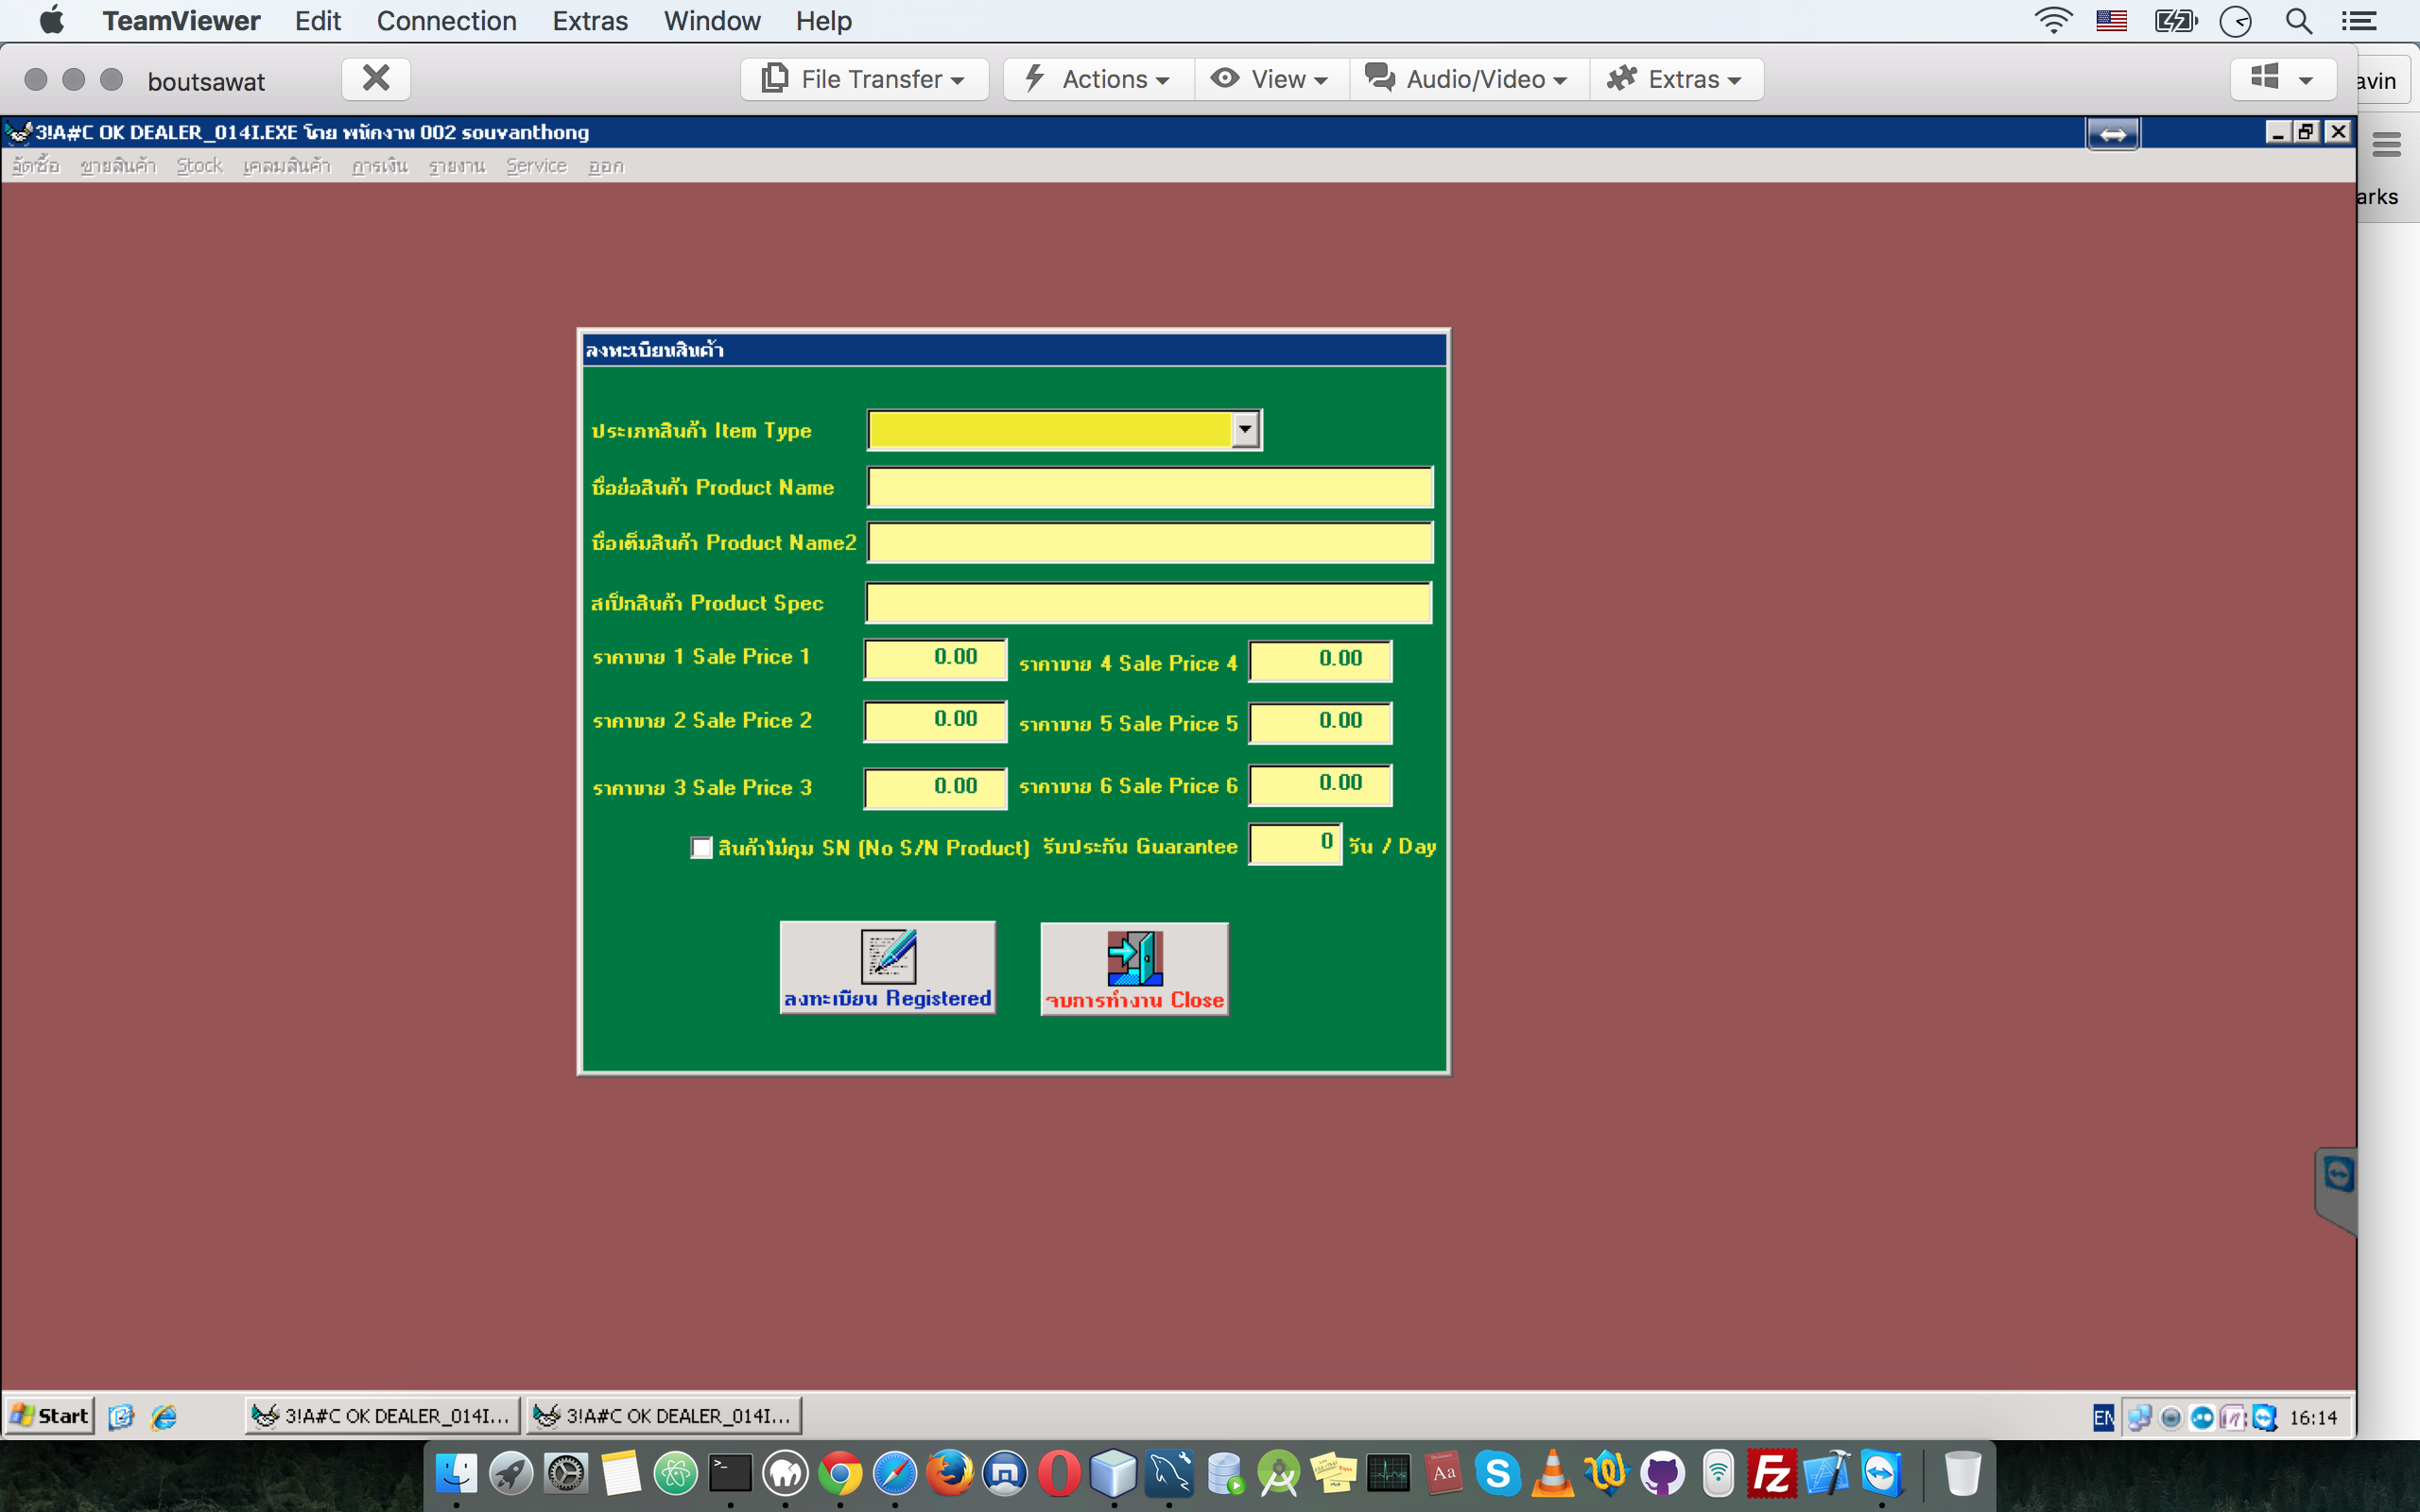 TeamViewer Edit Connection Extras Window Help
boutsawat File Transfer Actions View Audio/Video Extras
avin
3!A#C OK DEALER_014I.EXE โดย พนักงาน 002 souvanthong
จัดซื้อ ขายสินค้า Stock เคลมสินค้า การเงิน รายงาน Service ออก
arks
ลงทะเบียนสินค้า
ประเภทสินค้า Item Type
ชื่อย่อสินค้า Product Name
ชื่อเต็มสินค้า Product Name2
สเป็กสินค้า Product Spec
ราคาขาย 1 Sale Price 1 0.00 ราคาขาย 4 Sale Price 4 0.00
ราคาขาย 2 Sale Price 2 0.00 ราคาขาย 5 Sale Price 5 0.00
ราคาขาย 3 Sale Price 3 0.00 ราคาขาย 6 Sale Price 6 0.00
สินค้าไม่คุม SN (No S/N Product) รับประกัน Guarantee 0 วัน / Day
ลงทะเบียน Registered จบการทำงาน Close
Start 3!A#C OK DEALER_014I... 3!A#C OK DEALER_014I... EN 16:14
Aa S Fz